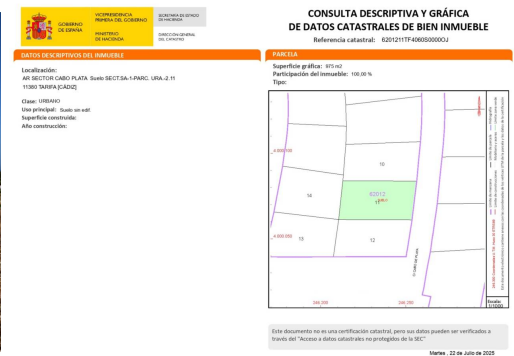 GOBIERNO
DE ESPAÑA
VICEPRESIDENCIA
PRIMERA DEL GOBIERNO
MINISTERIO
DE HACIENDA
SECRETARÍA DE ESTADO
DE HACIENDA
DIRECCIÓN GENERAL
DEL CATASTRO
CONSULTA DESCRIPTIVA Y GRÁFICA
DE DATOS CATASTRALES DE BIEN INMUEBLE
Referencia catastral: 6201211TF4060S0000OJ
DATOS DESCRIPTIVOS DEL INMUEBLE
Localización:
AR SECTOR CABO PLATA Suelo SECT.SA-1-PARC. URA.-2.11
11380 TARIFA [CÁDIZ]
Clase: URBANO
Uso principal: Suelo sin edif.
Superficie construida:
Año construcción:
PARCELA
Superficie gráfica: 975 m2
Participación del inmueble: 100,00 %
Tipo:
10
14
62012
11
SUELO
13
12
246,250
Escala:
1/1000
Este documento no es una certificación catastral, pero sus datos pueden ser verificados a
través del "Acceso a datos catastrales no protegidos de la SEC"
Martes , 22 de Julio de 2025